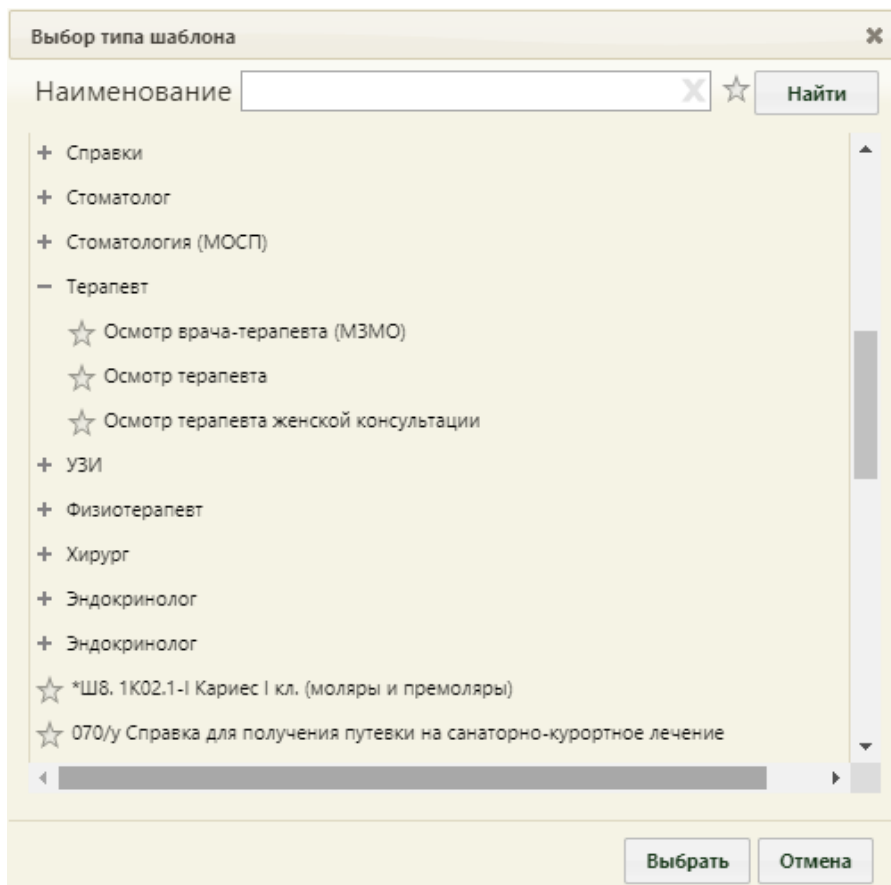 Выбор типа шаблона
Наименование Найти
Справки
Стоматолог
Стоматология (МОСП)
Терапевт
Осмотр врача-терапевта (МЗМО)
Осмотр терапевта
Осмотр терапевта женской консультации
УЗИ
Физиотерапевт
Хирург
Эндокринолог
Эндокринолог
*Ш8. 1К02.1-I Кариес I кл. (моляры и премоляры)
070/у Справка для получения путевки на санаторно-курортное лечение
Выбрать Отмена